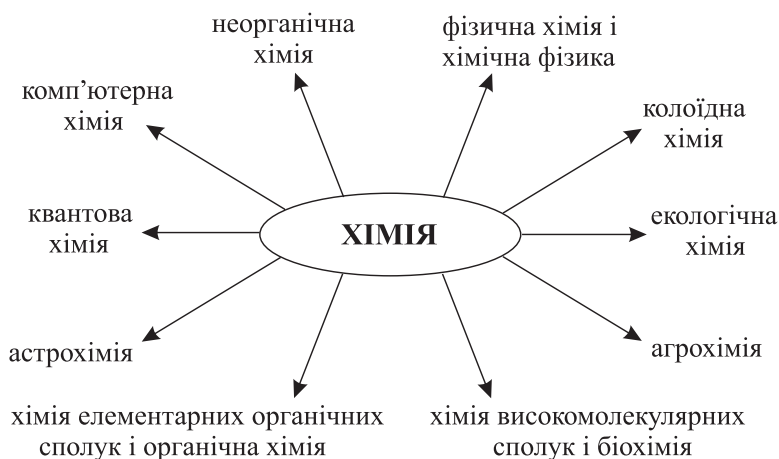 неорганічна
хімія
фізична хімія і
хімічна фізика
комп’ютерна
хімія
колоїдна
хімія
квантова
хімія
ХІМІЯ
екологічна
хімія
астрохімія
агрохімія
хімія елементарних органічних
сполук і органічна хімія
хімія високомолекулярних
сполук і біохімія